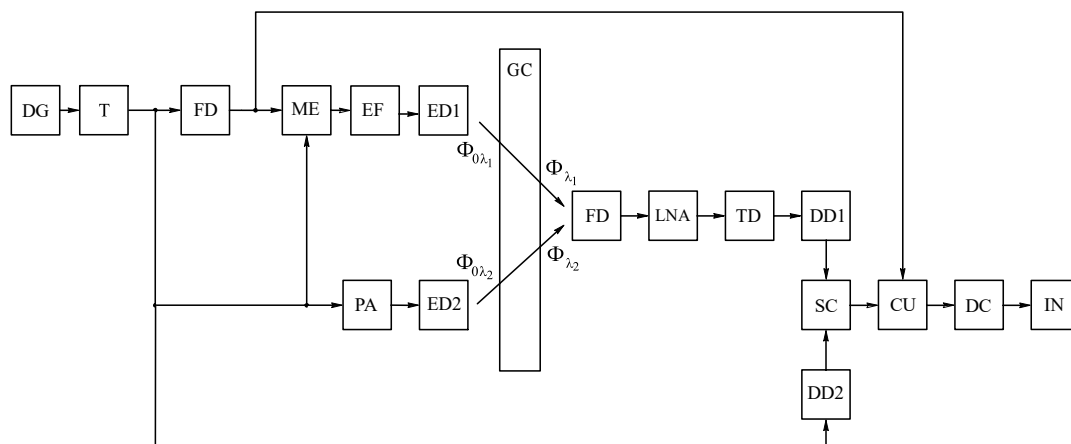 GC
DG
T
FD
ME
EF
ED1
Φ0λ1
Φλ1
FD
LNA
TD
DD1
Φ0λ2
Φλ2
PA
ED2
SC
CU
DC
IN
DD2